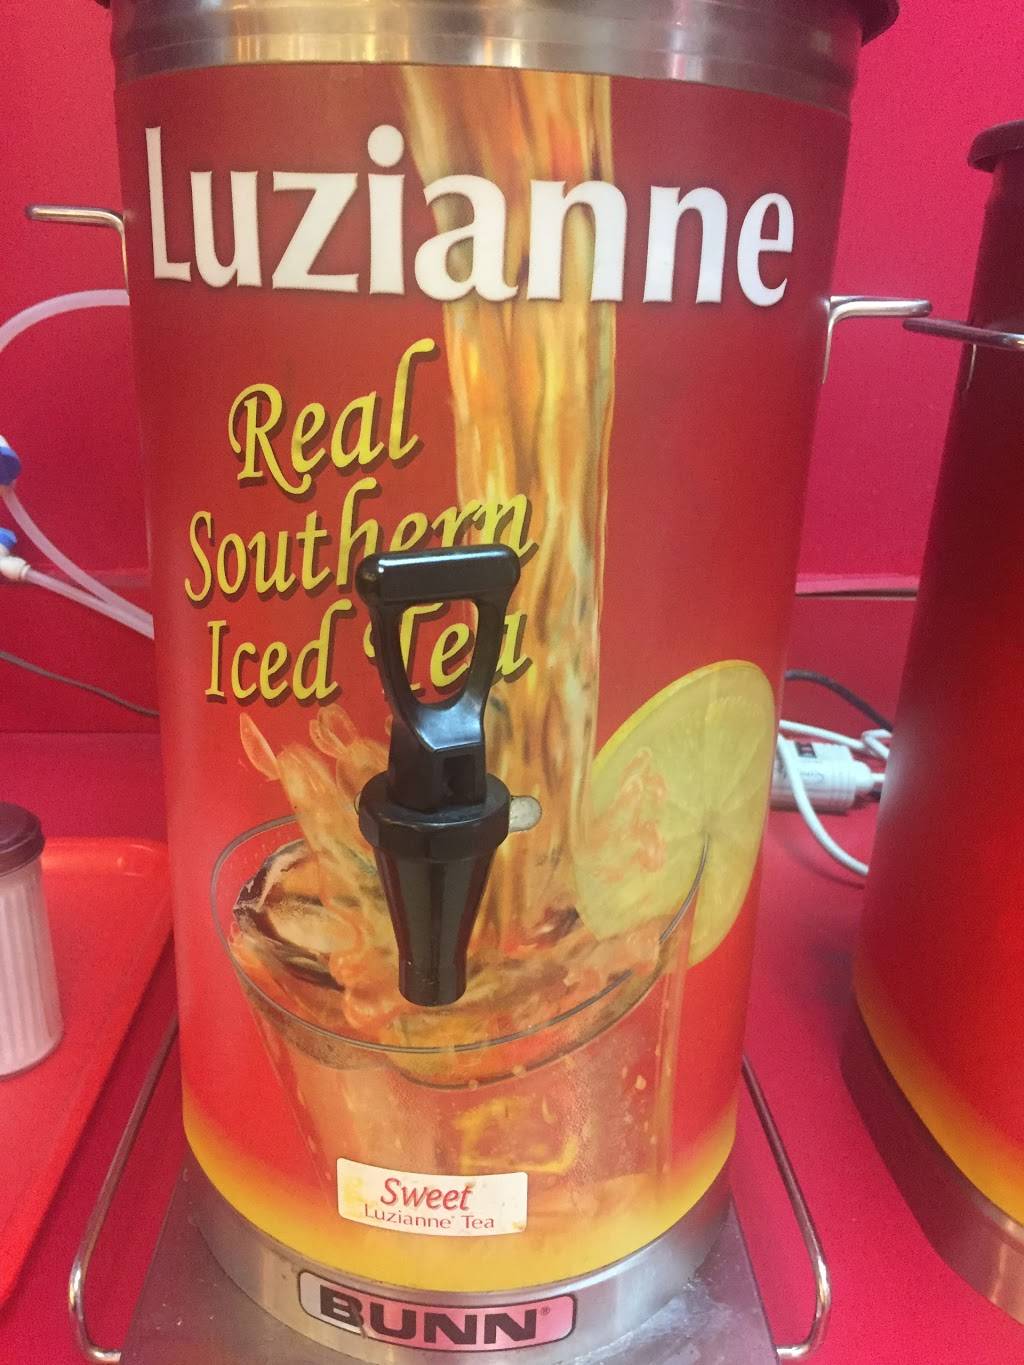 Luzianne
Real
Southern
Iced Tea
Sweet
Luzianne® Tea
BUNN®